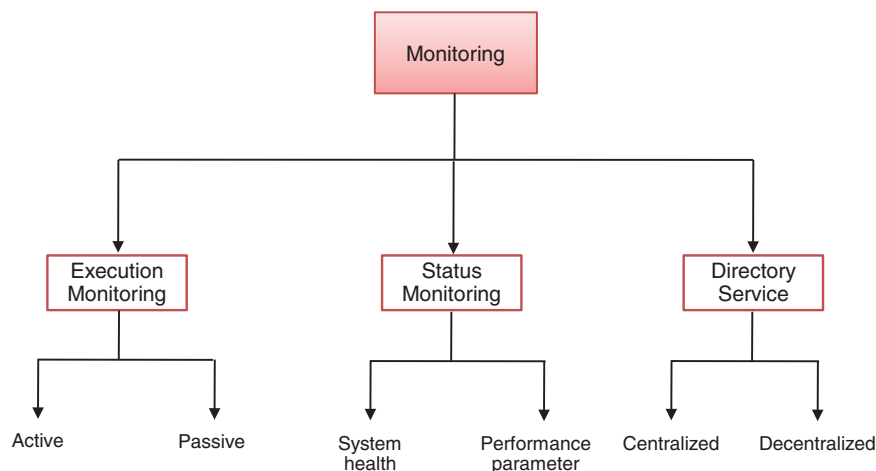 Monitoring
Execution
Monitoring
Status
Monitoring
Directory
Service
Active
Passive
System
health
Performance
parameter
Centralized
Decentralized